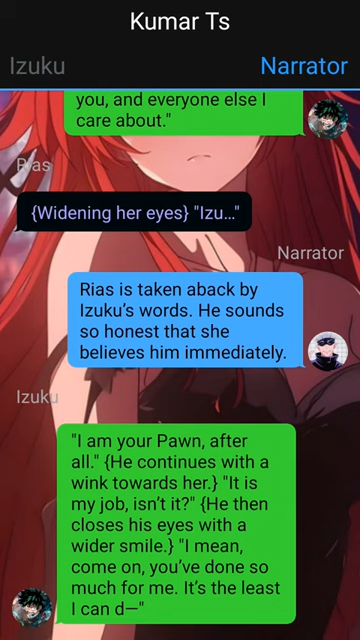 Kumar Ts
Izuku
Narrator
you, and everyone else I
care about."
Rias
{Widening her eyes} "Izu..."
Narrator
Rias is taken aback by
Izuku’s words. He sounds
so honest that she
believes him immediately.
Izuku
"I am your Pawn, after
all." {He continues with a
wink towards her.} "It is
my job, isn’t it?" {He then
closes his eyes with a
wider smile.} "I mean,
come on, you’ve done so
much for me. It’s the least
I can d—"